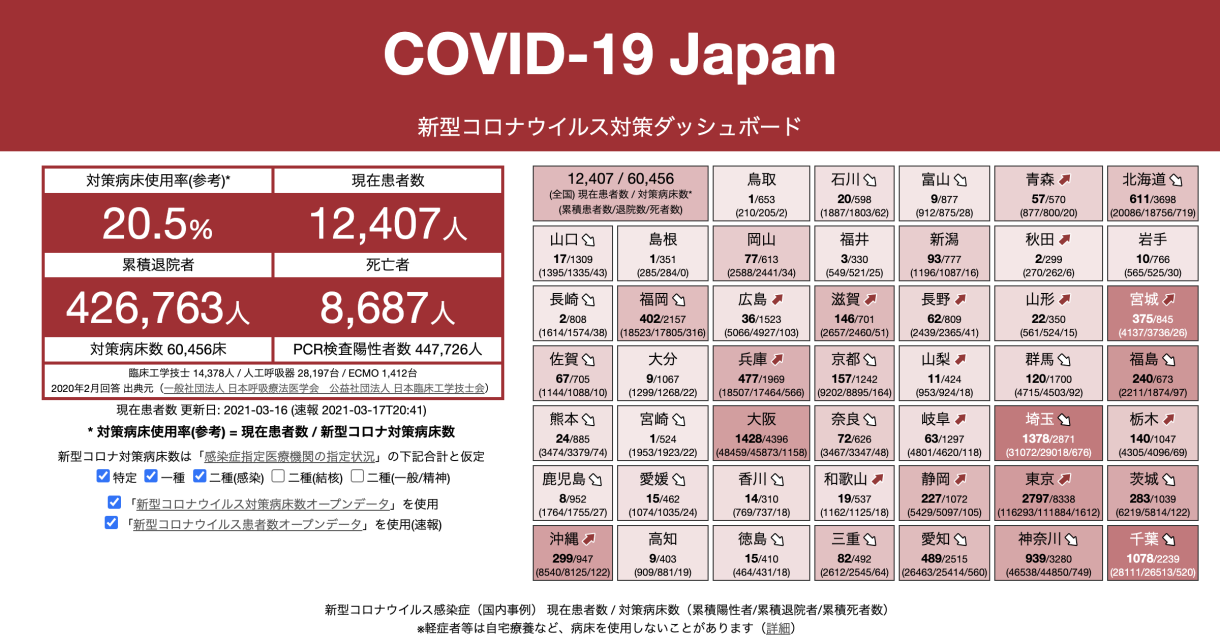 COVID-19 Japan
新型コロナウイルス対策ダッシュボード
対策病床使用率(参考)*
現在患者数
20.5%
12,407人
累積退院者
死亡者
426,763人
8,687人
対策病床数 60,456床
PCR検査陽性者数 447,726人
臨床工学技士 14,378人 / 人工呼吸器 28,197台 / ECMO 1,412台
2020年2月回答 出典元（一般社団法人 日本呼吸療法医学会　公益社団法人 日本臨床工学技士会）
現在患者数 更新日: 2021-03-16 (速報 2021-03-17T20:41)
* 対策病床使用率(参考) = 現在患者数 / 新型コロナ対策病床数
新型コロナ対策病床数は「感染症指定医療機関の指定状況」の下記合計と仮定
特定 一種 二種(感染) 二種(結核) 二種(一般/精神)
「新型コロナウイルス対策病床数オープンデータ」を使用
「新型コロナウイルス患者数オープンデータ」を使用(速報)
12,407 / 60,456
(全国) 現在患者数 / 対策病床数*
(累積患者数/退院数/死者数)
鳥取
1/653
(210/205/2)
石川
20/598
(1887/1803/62)
富山
9/877
(912/875/28)
青森
57/570
(877/800/20)
北海道
611/3698
(20086/18756/719)
山口
17/1309
(1395/1335/43)
島根
1/351
(285/284/0)
岡山
77/613
(2588/2441/34)
福井
3/330
(549/521/25)
新潟
93/777
(1196/1087/16)
秋田
2/299
(270/262/6)
岩手
10/766
(565/525/30)
長崎
2/808
(1614/1574/38)
福岡
402/2157
(18523/17805/316)
広島
36/1523
(5066/4927/103)
滋賀
146/701
(2657/2460/51)
長野
62/809
(2439/2365/41)
山形
22/350
(561/524/15)
宮城
375/845
(4137/3736/26)
佐賀
67/705
(1144/1088/10)
大分
9/1067
(1299/1268/22)
兵庫
477/1969
(18507/17464/566)
京都
157/1242
(9202/8895/164)
山梨
11/424
(953/924/18)
群馬
120/1700
(4715/4503/92)
福島
240/673
(2211/1874/97)
熊本
24/885
(3474/3379/74)
宮崎
1/524
(1953/1923/22)
大阪
1428/4396
(48459/45873/1158)
奈良
72/626
(3467/3347/48)
岐阜
63/1297
(4801/4620/118)
埼玉
1378/2871
(31072/29018/676)
栃木
140/1047
(4305/4096/69)
鹿児島
8/952
(1764/1755/27)
愛媛
15/462
(1074/1035/24)
香川
14/310
(769/737/18)
和歌山
19/537
(1162/1125/18)
静岡
227/1072
(5429/5097/105)
東京
2797/8338
(116293/111884/1612)
茨城
283/1039
(6219/5814/122)
沖縄
299/947
(8540/8125/122)
高知
9/403
(909/881/19)
徳島
15/410
(464/431/18)
三重
82/492
(2612/2545/64)
愛知
489/2515
(26463/25414/560)
神奈川
939/3280
(46538/44850/749)
千葉
1078/2239
(28111/26513/520)
新型コロナウイルス感染症（国内事例） 現在患者数 / 対策病床数（累積陽性者/累積退院者/累積死者数）
※軽症者等は自宅療養など、病床を使用しないことがあります（詳細）